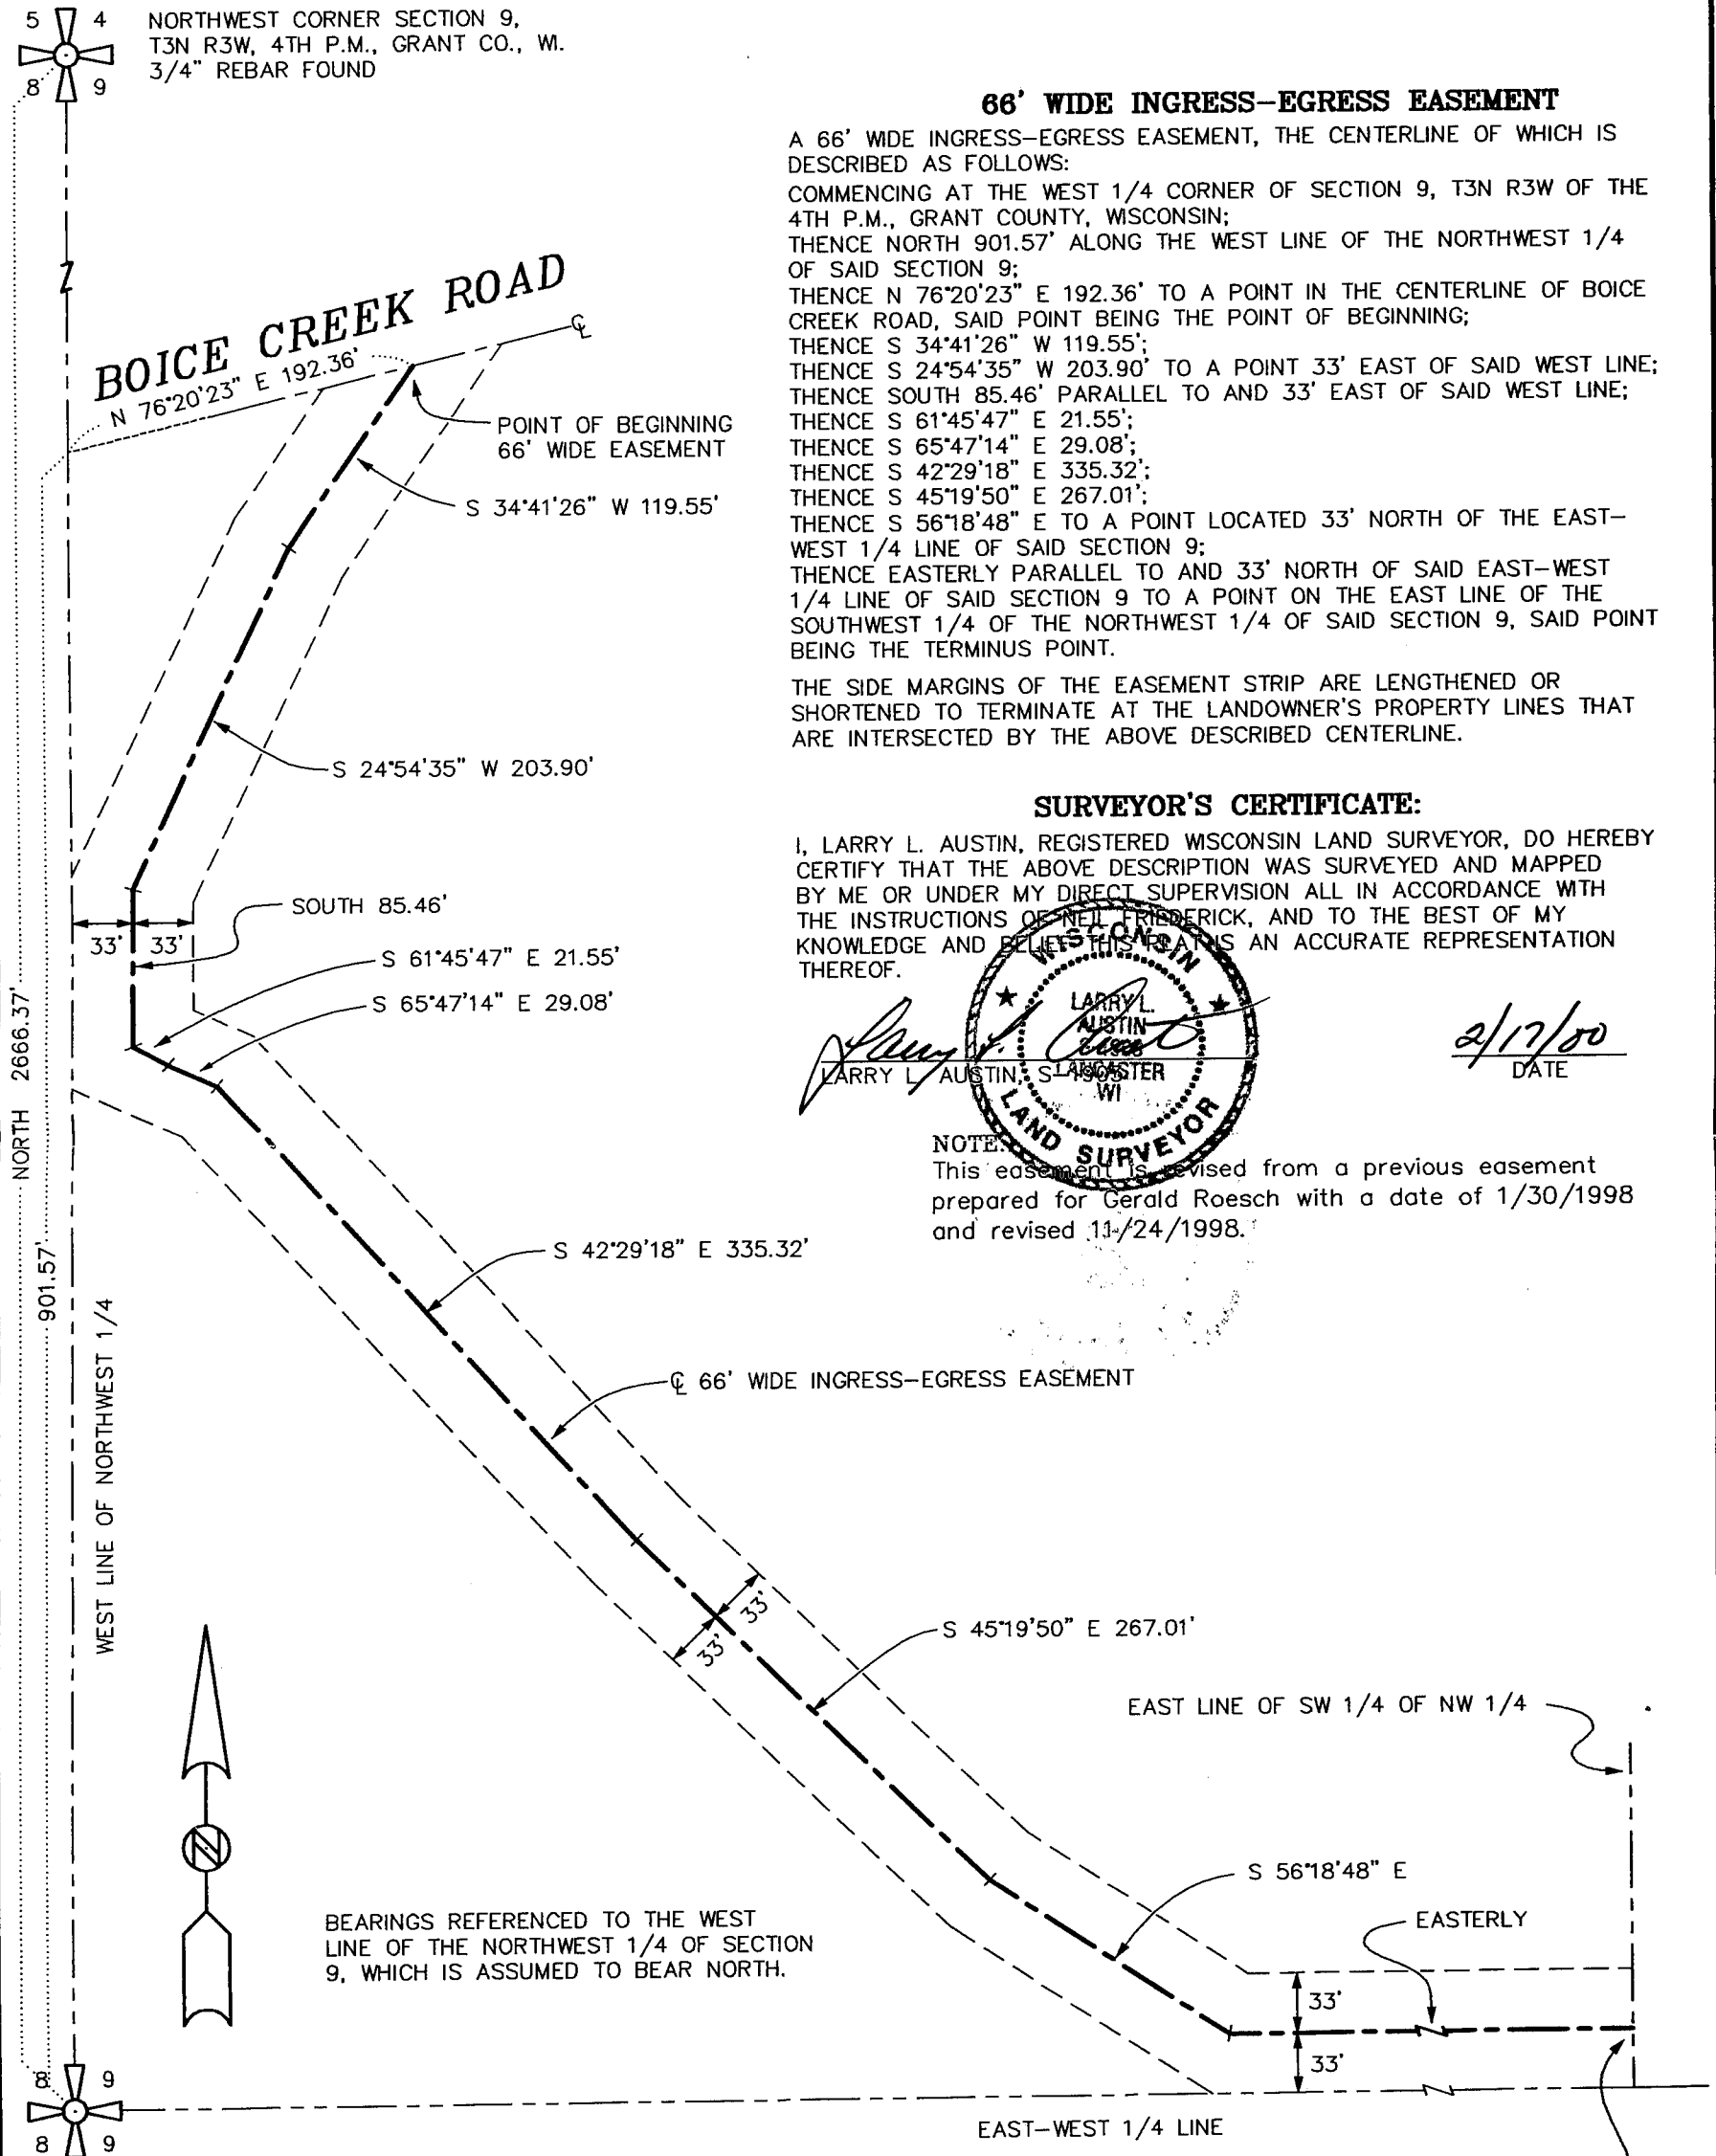 5 4
8 9
NORTHWEST CORNER SECTION 9,
T3N R3W, 4TH P.M., GRANT CO., WI.
3/4" REBAR FOUND
66' WIDE INGRESS-EGRESS EASEMENT
A 66' WIDE INGRESS-EGRESS EASEMENT, THE CENTERLINE OF WHICH IS
DESCRIBED AS FOLLOWS:
COMMENCING AT THE WEST 1/4 CORNER OF SECTION 9, T3N R3W OF THE
4TH P.M., GRANT COUNTY, WISCONSIN;
THENCE NORTH 901.57' ALONG THE WEST LINE OF THE NORTHWEST 1/4
OF SAID SECTION 9;
THENCE N 76°20'23" E 192.36' TO A POINT IN THE CENTERLINE OF BOICE
CREEK ROAD, SAID POINT BEING THE POINT OF BEGINNING;
THENCE S 34°41'26" W 119.55';
THENCE S 24°54'35" W 203.90' TO A POINT 33' EAST OF SAID WEST LINE;
THENCE SOUTH 85.46' PARALLEL TO AND 33' EAST OF SAID WEST LINE;
THENCE S 61°45'47" E 21.55';
THENCE S 65°47'14" E 29.08';
THENCE S 42°29'18" E 335.32';
THENCE S 45°19'50" E 267.01';
THENCE S 56°18'48" E TO A POINT LOCATED 33' NORTH OF THE EAST-
WEST 1/4 LINE OF SAID SECTION 9;
THENCE EASTERLY PARALLEL TO AND 33' NORTH OF SAID EAST-WEST
1/4 LINE OF SAID SECTION 9 TO A POINT ON THE EAST LINE OF THE
SOUTHWEST 1/4 OF THE NORTHWEST 1/4 OF SAID SECTION 9, SAID POINT
BEING THE TERMINUS POINT.
THE SIDE MARGINS OF THE EASEMENT STRIP ARE LENGTHENED OR
SHORTENED TO TERMINATE AT THE LANDOWNER'S PROPERTY LINES THAT
ARE INTERSECTED BY THE ABOVE DESCRIBED CENTERLINE.
SURVEYOR'S CERTIFICATE:
I, LARRY L. AUSTIN, REGISTERED WISCONSIN LAND SURVEYOR, DO HEREBY
CERTIFY THAT THE ABOVE DESCRIPTION WAS SURVEYED AND MAPPED
BY ME OR UNDER MY DIRECT SUPERVISION ALL IN ACCORDANCE WITH
THE INSTRUCTIONS OF NEIL FRIEDERICK, AND TO THE BEST OF MY
KNOWLEDGE AND BELIEF THIS PLAT IS AN ACCURATE REPRESENTATION
THEREOF.
WISCONSIN
LARRY L.
AUSTIN
LANCASTER
WI
LAND SURVEYOR
LARRY L. AUSTIN, S-1905
2/17/00
DATE
NOTE:
This easement is revised from a previous easement
prepared for Gerald Roesch with a date of 1/30/1998
and revised 11/24/1998.
BOICE CREEK ROAD
N 76°20'23" E 192.36'
℄
POINT OF BEGINNING
66' WIDE EASEMENT
S 34°41'26" W 119.55'
S 24°54'35" W 203.90'
SOUTH 85.46'
33' 33'
S 61°45'47" E 21.55'
S 65°47'14" E 29.08'
NORTH 2666.37'
901.57'
WEST LINE OF NORTHWEST 1/4
S 42°29'18" E 335.32'
℄ 66' WIDE INGRESS-EGRESS EASEMENT
33'
33'
S 45°19'50" E 267.01'
EAST LINE OF SW 1/4 OF NW 1/4
N
S 56°18'48" E
EASTERLY
BEARINGS REFERENCED TO THE WEST
LINE OF THE NORTHWEST 1/4 OF SECTION
9, WHICH IS ASSUMED TO BEAR NORTH.
33'
33'
8 9
8 9
EAST-WEST 1/4 LINE